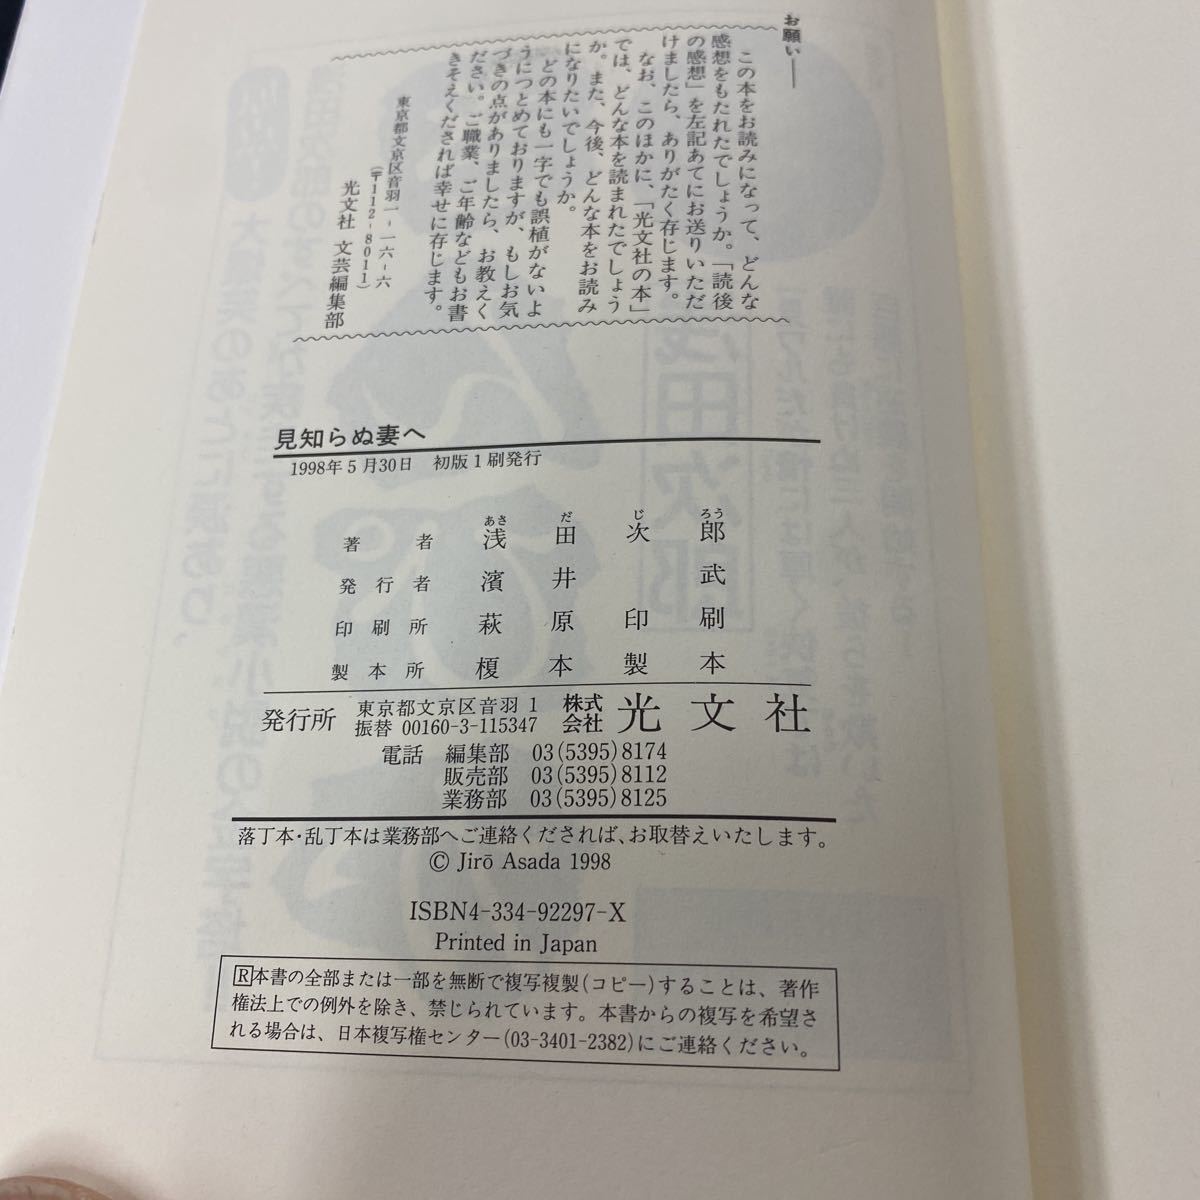 お願い――
この本をお読みになって、どんな
感想をもたれたでしょうか。「読後
の感想」を左記あてにお送りいただ
けましたら、ありがたく存じます。
なお、このほかに、「光文社の本」
では、どんな本を読まれたでしょう
か。また、今後、どんな本をお読み
になりたいでしょうか。
どの本にも一字でも誤植がないよ
うにつとめておりますが、もしお気
づきの点がありましたら、お教えく
ださい。ご職業、ご年齢などもお書
きそえくだされば幸せに存じます。
東京都文京区音羽一-一六-六
(〒112-8011)
光文社 文芸編集部
見知らぬ妻へ
1998年5月30日 初版1刷発行
あさ だ じ ろう
著者 浅田次郎
発行者 濱井武
印刷所 萩原印刷
製本所 榎本製本
発行所 東京都文京区音羽1 株式会社 光文社
振替 00160-3-115347
電話 編集部 03(5395)8174
販売部 03(5395)8112
業務部 03(5395)8125
落丁本・乱丁本は業務部へご連絡くだされば、お取替えいたします。
© Jirō Asada 1998
ISBN4-334-92297-X
Printed in Japan
R本書の全部または一部を無断で複写複製(コピー)することは、著作
権法上での例外を除き、禁じられています。本書からの複写を希望さ
れる場合は、日本複写権センター(03-3401-2382)にご連絡ください。